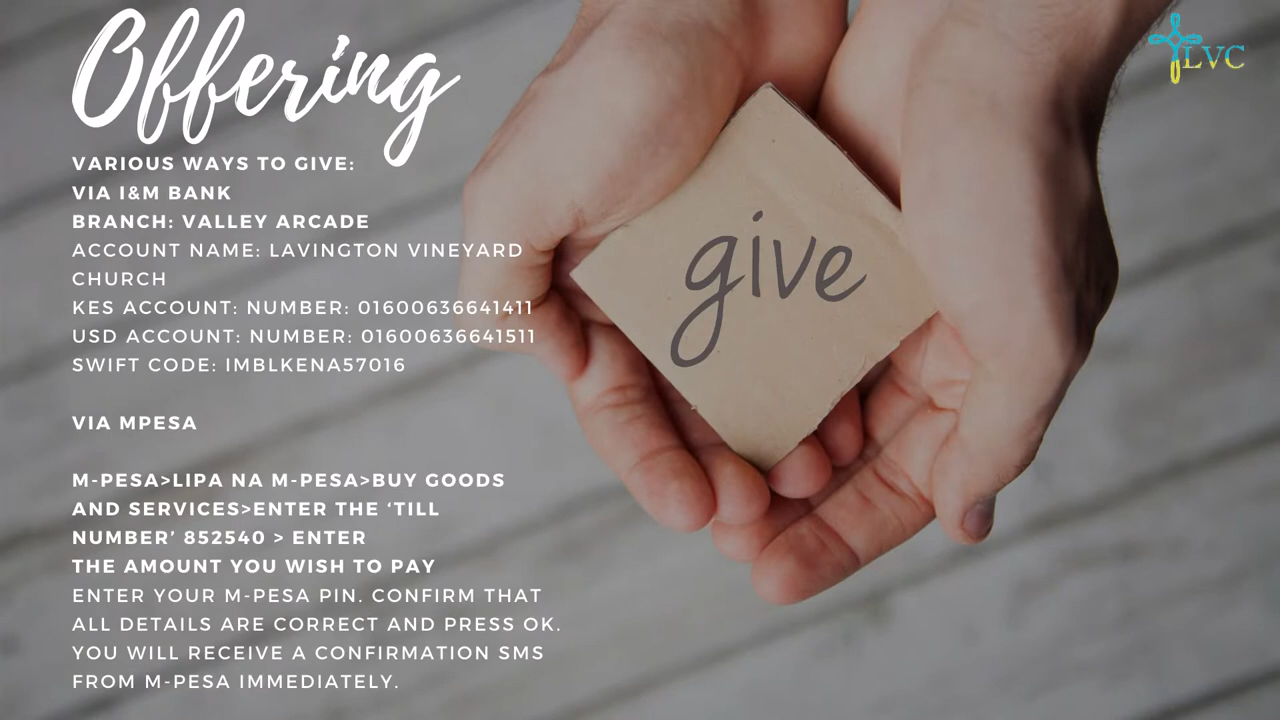 Offering
LVC
VARIOUS WAYS TO GIVE:
VIA I&M BANK
BRANCH: VALLEY ARCADE
ACCOUNT NAME: LAVINGTON VINEYARD
CHURCH
KES ACCOUNT: NUMBER: 01600636641411
USD ACCOUNT: NUMBER: 01600636641511
SWIFT CODE: IMBLKENA57016
VIA MPESA
M-PESA>LIPA NA M-PESA>BUY GOODS
AND SERVICES>ENTER THE ‘TILL
NUMBER’ 852540 > ENTER
THE AMOUNT YOU WISH TO PAY
ENTER YOUR M-PESA PIN. CONFIRM THAT
ALL DETAILS ARE CORRECT AND PRESS OK.
YOU WILL RECEIVE A CONFIRMATION SMS
FROM M-PESA IMMEDIATELY.
give